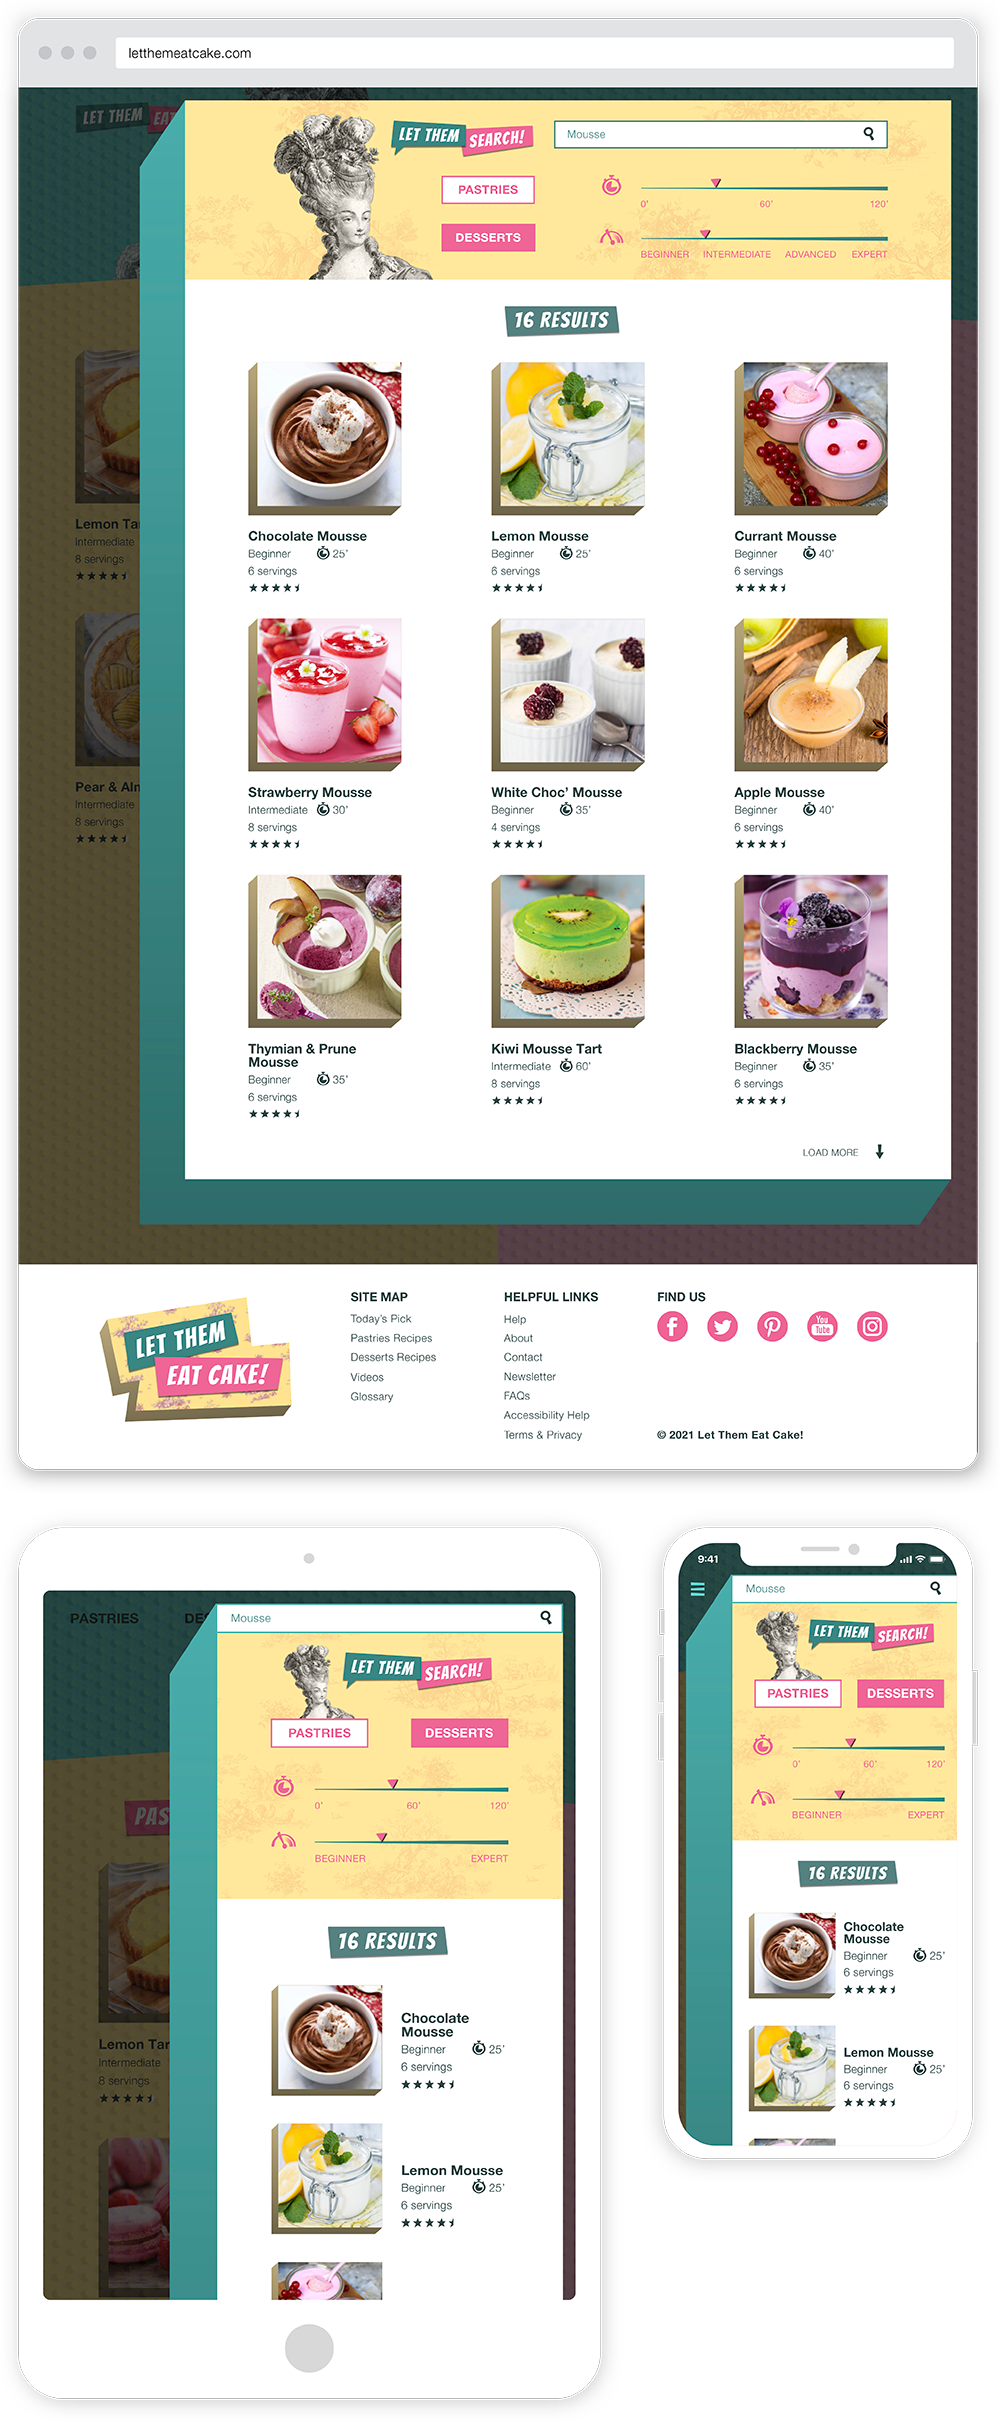 letthemeatcake.com
LET THEM
EA
LET THEM
SEARCH!
Mousse
PASTRIES
DESSERTS
0' 60' 120'
BEGINNER INTERMEDIATE ADVANCED EXPERT
16 RESULTS
Lemon Ta
Intermediate
8 servings
Pear & Aln
Intermediate
8 servings
Chocolate Mousse
Beginner 25'
6 servings
Lemon Mousse
Beginner 25'
6 servings
Currant Mousse
Beginner 40'
6 servings
Strawberry Mousse
Intermediate 30'
8 servings
White Choc' Mousse
Beginner 35'
4 servings
Apple Mousse
Beginner 40'
6 servings
Thymian & Prune
Mousse
Beginner 35'
6 servings
Kiwi Mousse Tart
Intermediate 60'
8 servings
Blackberry Mousse
Beginner 35'
6 servings
LOAD MORE
LET THEM
EAT CAKE!
SITE MAP
Today's Pick
Pastries Recipes
Desserts Recipes
Videos
Glossary
HELPFUL LINKS
Help
About
Contact
Newsletter
FAQs
Accessibility Help
Terms & Privacy
FIND US
You
Tube
© 2021 Let Them Eat Cake!
PASTRIES DE
Mousse
LET THEM
SEARCH!
PASTRIES DESSERTS
0' 60' 120'
BEGINNER EXPERT
PAS
Lemon Tar
Intermediate
8 servings
16 RESULTS
Chocolate
Mousse
Beginner 25'
6 servings
Lemon Mousse
Beginner 25'
6 servings
9:41
Mousse
LET THEM
SEARCH!
PASTRIES DESSERTS
0' 60' 120'
BEGINNER EXPERT
16 RESULTS
Chocolate
Mousse
Beginner 25'
6 servings
Lemon Mousse
Beginner 25'
6 servings